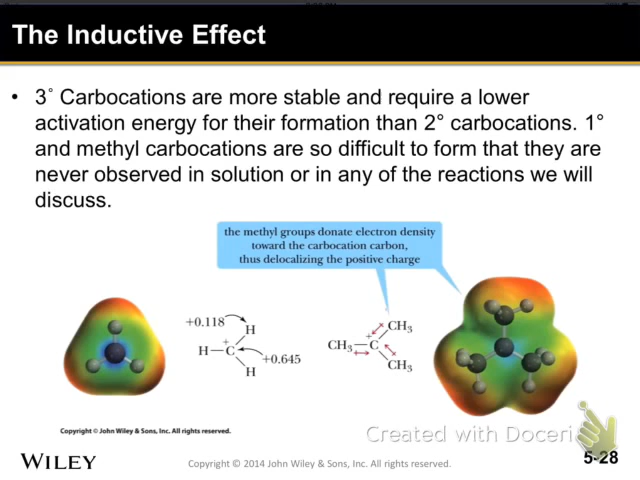 The Inductive Effect
• 3° Carbocations are more stable and require a lower
activation energy for their formation than 2° carbocations. 1°
and methyl carbocations are so difficult to form that they are
never observed in solution or in any of the reactions we will
discuss.
the methyl groups donate electron density
toward the carbocation carbon,
thus delocalizing the positive charge
+0.118
H
+
H—C
+0.645
H
CH₃
+
CH₃—C
CH₃
Copyright © John Wiley & Sons, Inc. All rights reserved.
Created with Doceri
WILEY
Copyright © 2014 John Wiley & Sons, Inc. All rights reserved.
5-28